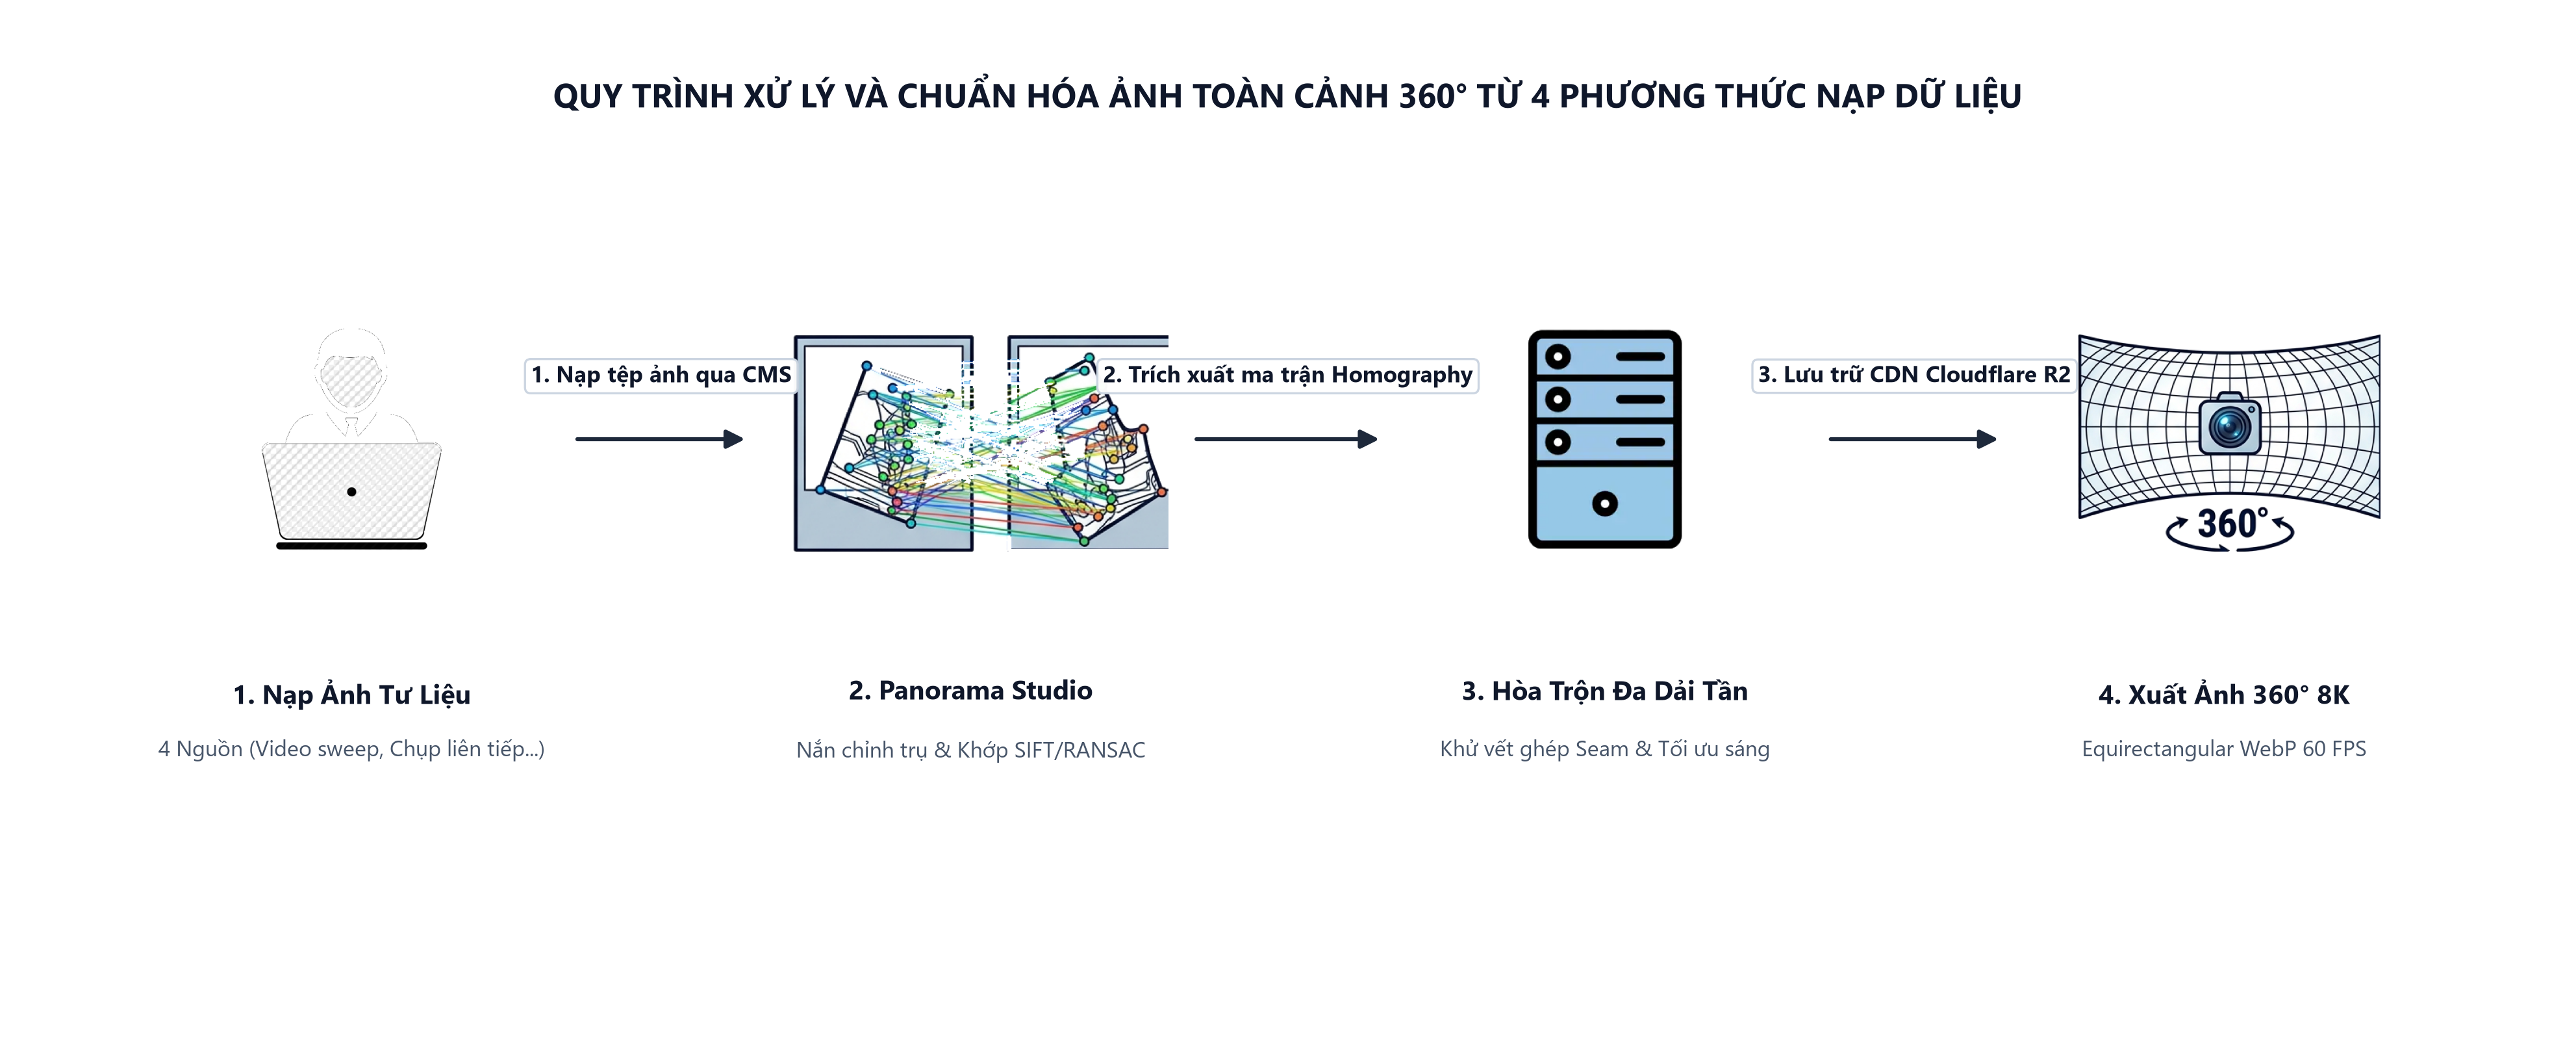 QUY TRÌNH XỬ LÝ VÀ CHUẨN HÓA ẢNH TOÀN CẢNH 360° TỪ 4 PHƯƠNG THỨC NẠP DỮ LIỆU
1. Nạp tệp ảnh qua CMS
2. Trích xuất ma trận Homography
3. Lưu trữ CDN Cloudflare R2
360°
1. Nạp Ảnh Tư Liệu
2. Panorama Studio
3. Hòa Trộn Đa Dải Tần
4. Xuất Ảnh 360° 8K
4 Nguồn (Video sweep, Chụp liên tiếp...)
Nắn chỉnh trụ & Khớp SIFT/RANSAC
Khử vết ghép Seam & Tối ưu sáng
Equirectangular WebP 60 FPS